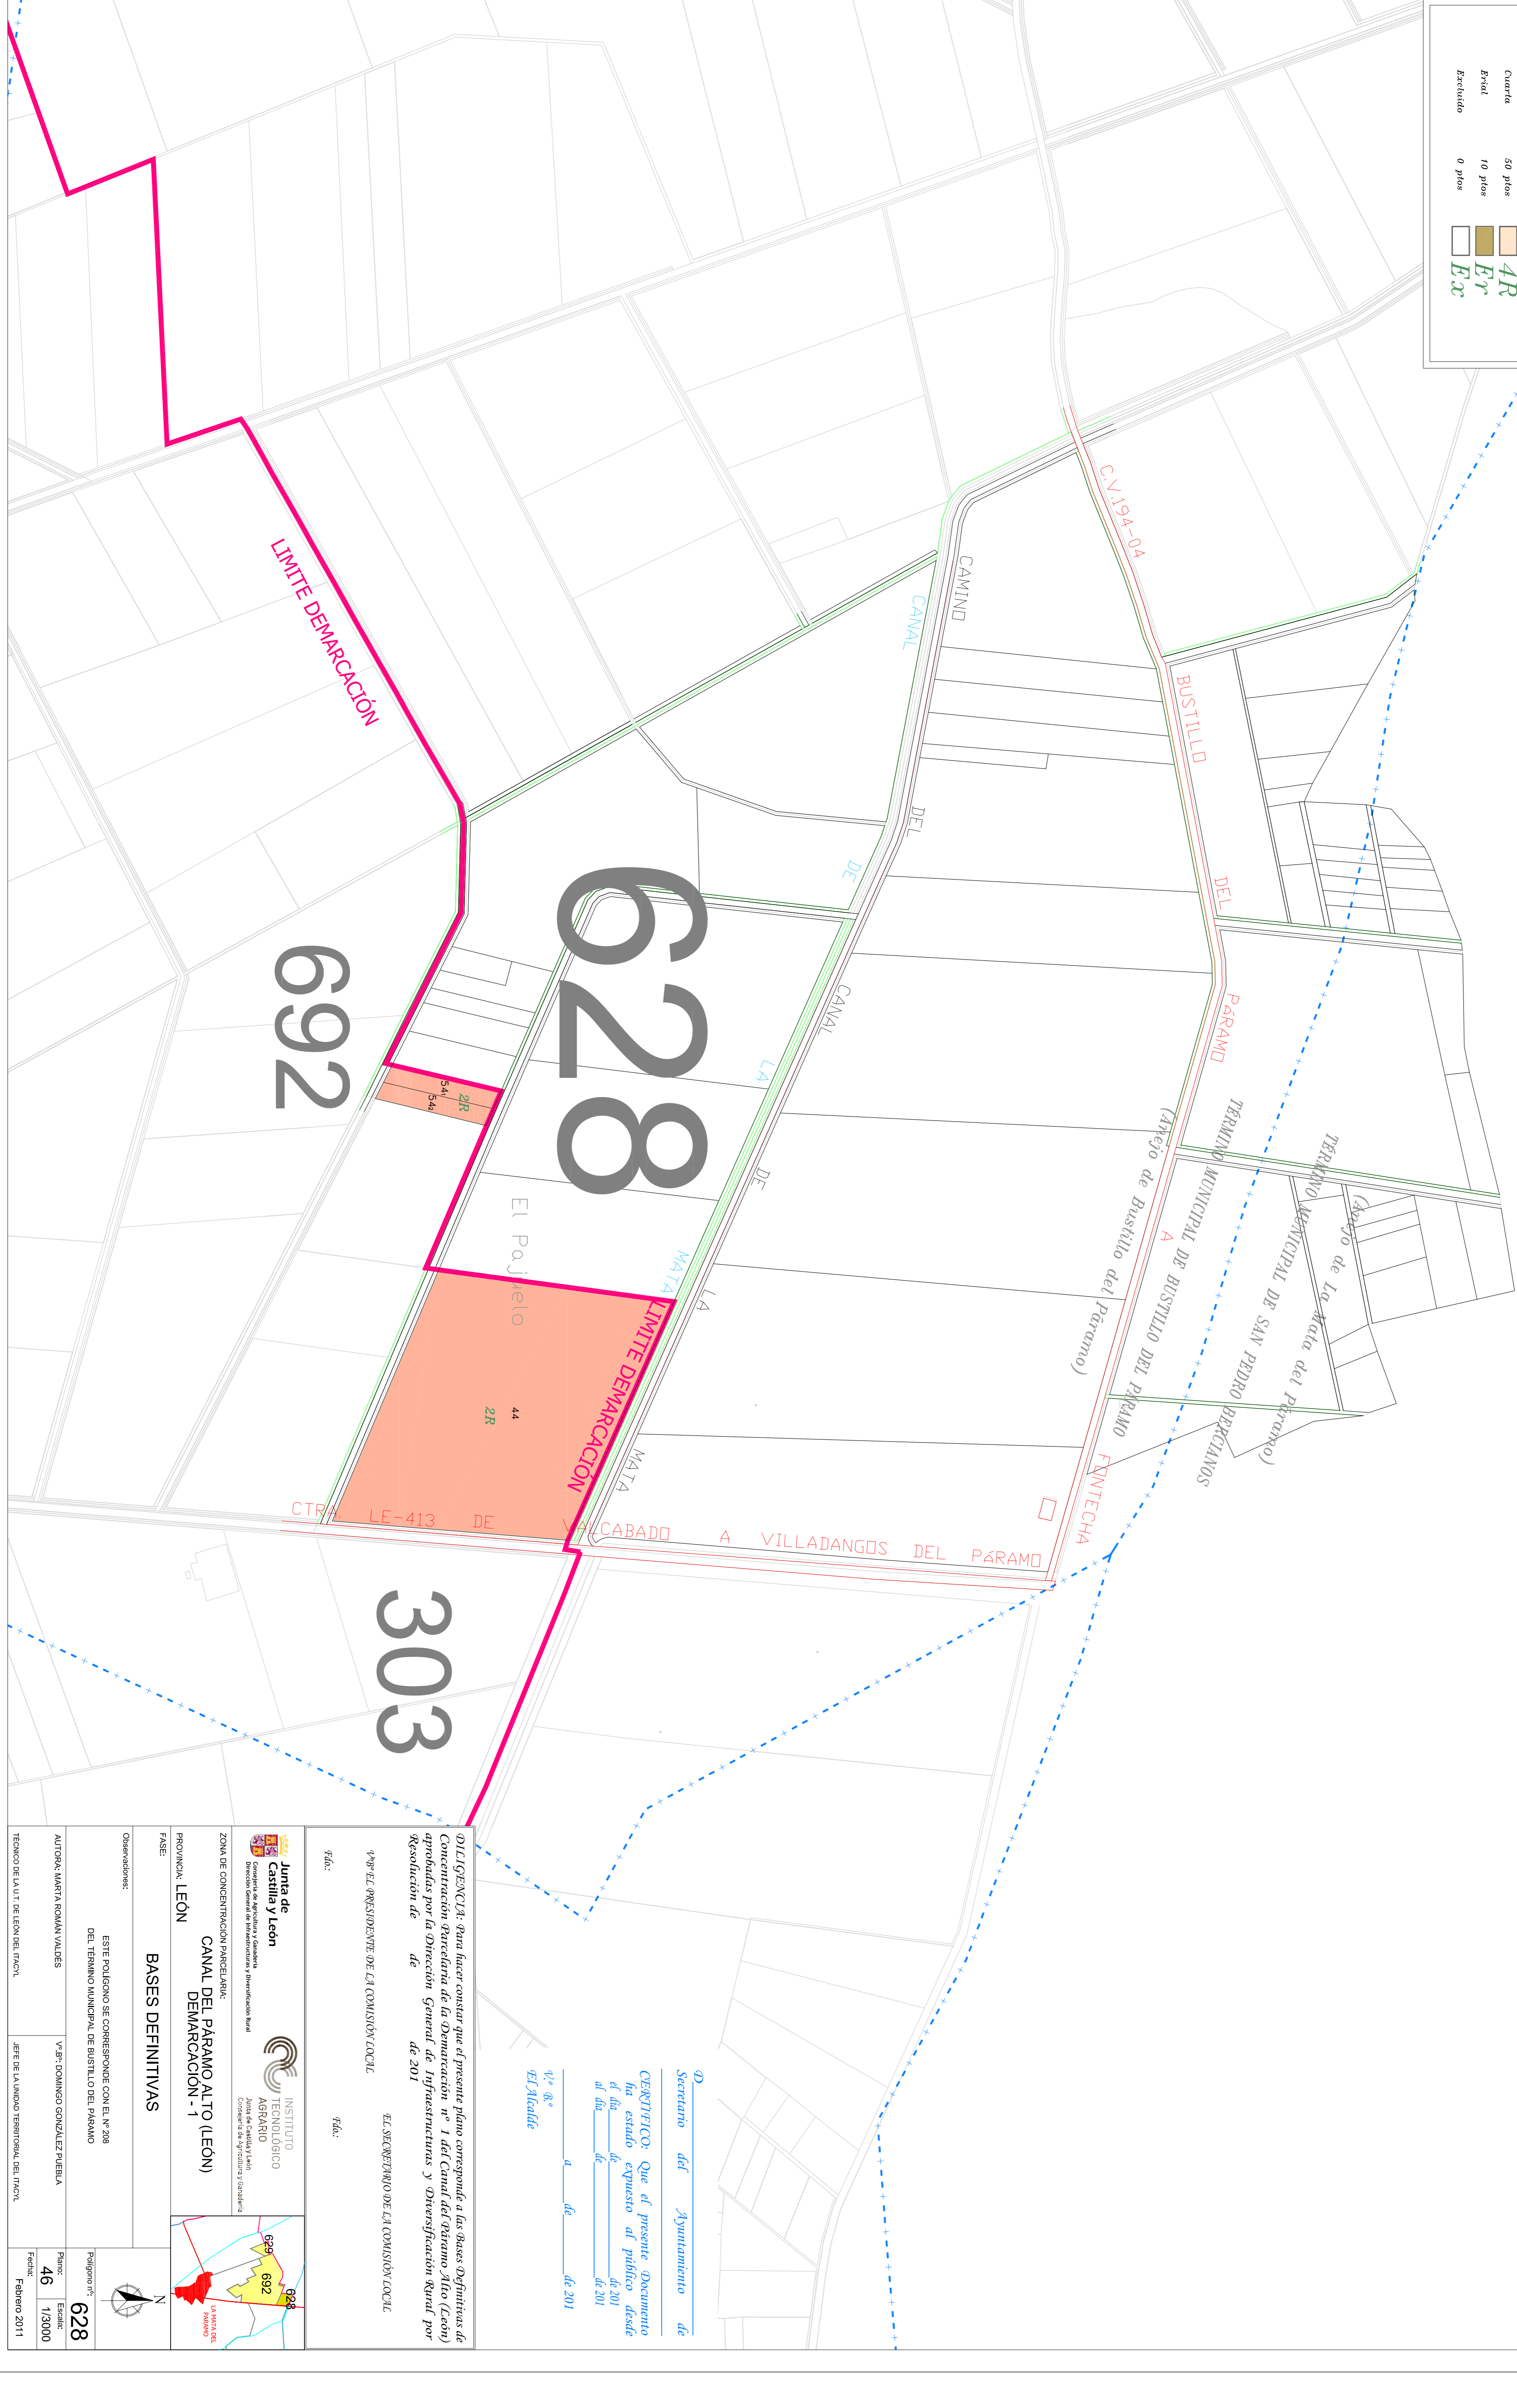 Cuarta 50 ptos 4R
Erial 10 ptos Er
Excluido 0 ptos Ex
C.V.194-04
BUSTILLO
DEL
PÁRAMO
A
FONTECHA
CAMINO
DEL
CANAL
DE
LA
MATA
CANAL
DE
LA
MATA
LIMITE DEMARCACIÓN
LIMITE DEMARCACIÓN
628
692
303
54₁
54₂
2R
El Pajuelo
44
2R
CTRA. LE-413 DE VALCABADO A VILLADANGOS DEL PÁRAMO
TÉRMINO MUNICIPAL DE SAN PEDRO BERCIANOS
(Anejo de La Mata del Páramo)
TÉRMINO MUNICIPAL DE BUSTILLO DEL PÁRAMO
(Anejo de Bustillo del Páramo)
D
Secretario del Ayuntamiento de
CERTIFICO: Que el presente Documento
ha estado expuesto al público desde
el día de de 201
al día de de 201
a de de 201
V.º B.º
El Alcalde
DILIGENCIA: Para hacer constar que el presente plano corresponde a las Bases Definitivas de
Concentración Parcelaria de la Demarcación nº 1 del Canal del Páramo Alto (León)
aprobadas por la Dirección General de Infraestructuras y Diversificación Rural por
Resolución de de de 201
VºBº EL PRESIDENTE DE LA COMISIÓN LOCAL
EL SECRETARIO DE LA COMISIÓN LOCAL
Fdo.:
Fdo.:
Junta de
Castilla y León
Consejería de Agricultura y Ganadería
Dirección General de Infraestructuras y Diversificación Rural
INSTITUTO
TECNOLÓGICO
AGRARIO
Junta de Castilla y León
Consejería de Agricultura y Ganadería
ZONA DE CONCENTRACIÓN PARCELARIA:
CANAL DEL PÁRAMO ALTO (LEÓN)
DEMARCACIÓN - 1
PROVINCIA: LEÓN
FASE:
BASES DEFINITIVAS
Observaciones:
ESTE POLÍGONO SE CORRESPONDE CON EL Nº 208
DEL TÉRMINO MUNICIPAL DE BUSTILLO DEL PÁRAMO
AUTORA: MARTA ROMÁN VALDÉS
TÉCNICO DE LA U.T. DE LEÓN DEL ITACYL
Vº.Bº.: DOMINGO GONZÁLEZ PUEBLA
JEFE DE LA UNIDAD TERRITORIAL DEL ITACYL
628
629
692
LA MATA DEL
PÁRAMO
N
Polígono nº:
628
Plano:
46
Escala:
1/3000
Fecha:
Febrero 2011